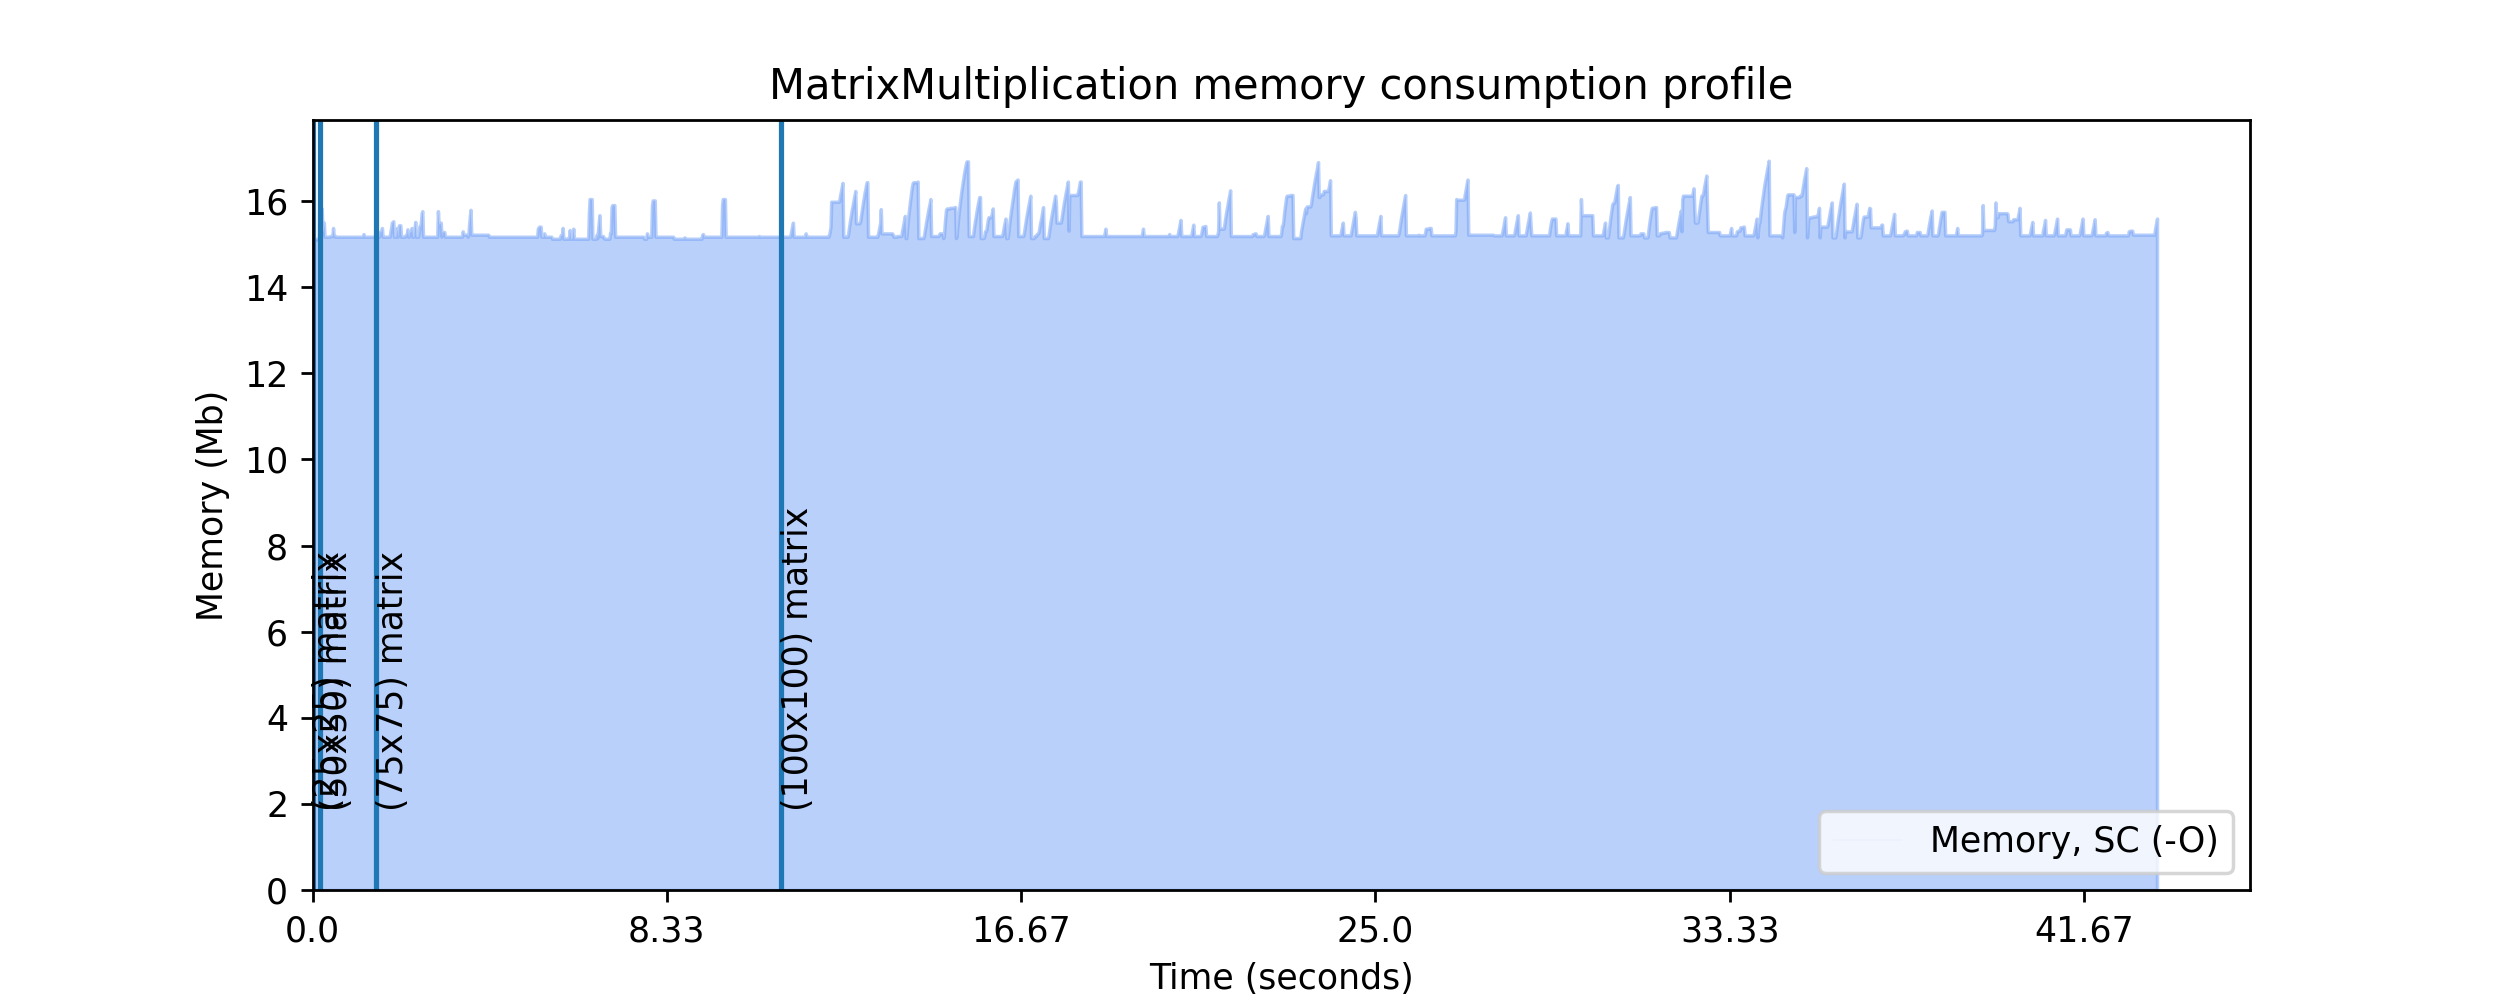 MatrixMultiplication memory consumption profile
Memory (Mb)
16
14
12
10
8
6
4
2
0
matrix
(75x75) matrix
(100x100) matrix
Memory, SC (-O)
0.0
8.33
16.67
25.0
33.33
41.67
Time (seconds)